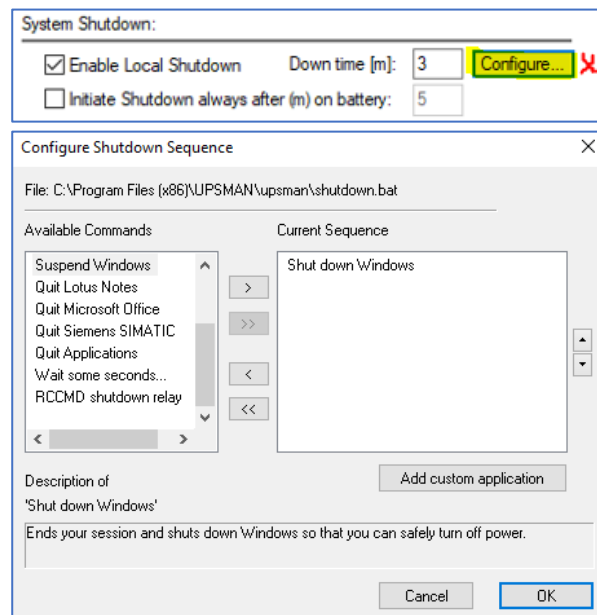 System Shutdown:
Enable Local Shutdown Down time [m]: 3 Configure... X
Initiate Shutdown always after (m) on battery: 5
Configure Shutdown Sequence
File: C:\Program Files (x86)\UPSMAN\upsman\shutdown.bat
Available Commands Current Sequence
Suspend Windows Shut down Windows
Quit Lotus Notes >
Quit Microsoft Office
Quit Siemens SIMATIC >>
Quit Applications
Wait some seconds... <
RCCMD shutdown relay
<<
< >
Description of Add custom application
'Shut down Windows'
Ends your session and shuts down Windows so that you can safely turn off power.
Cancel OK